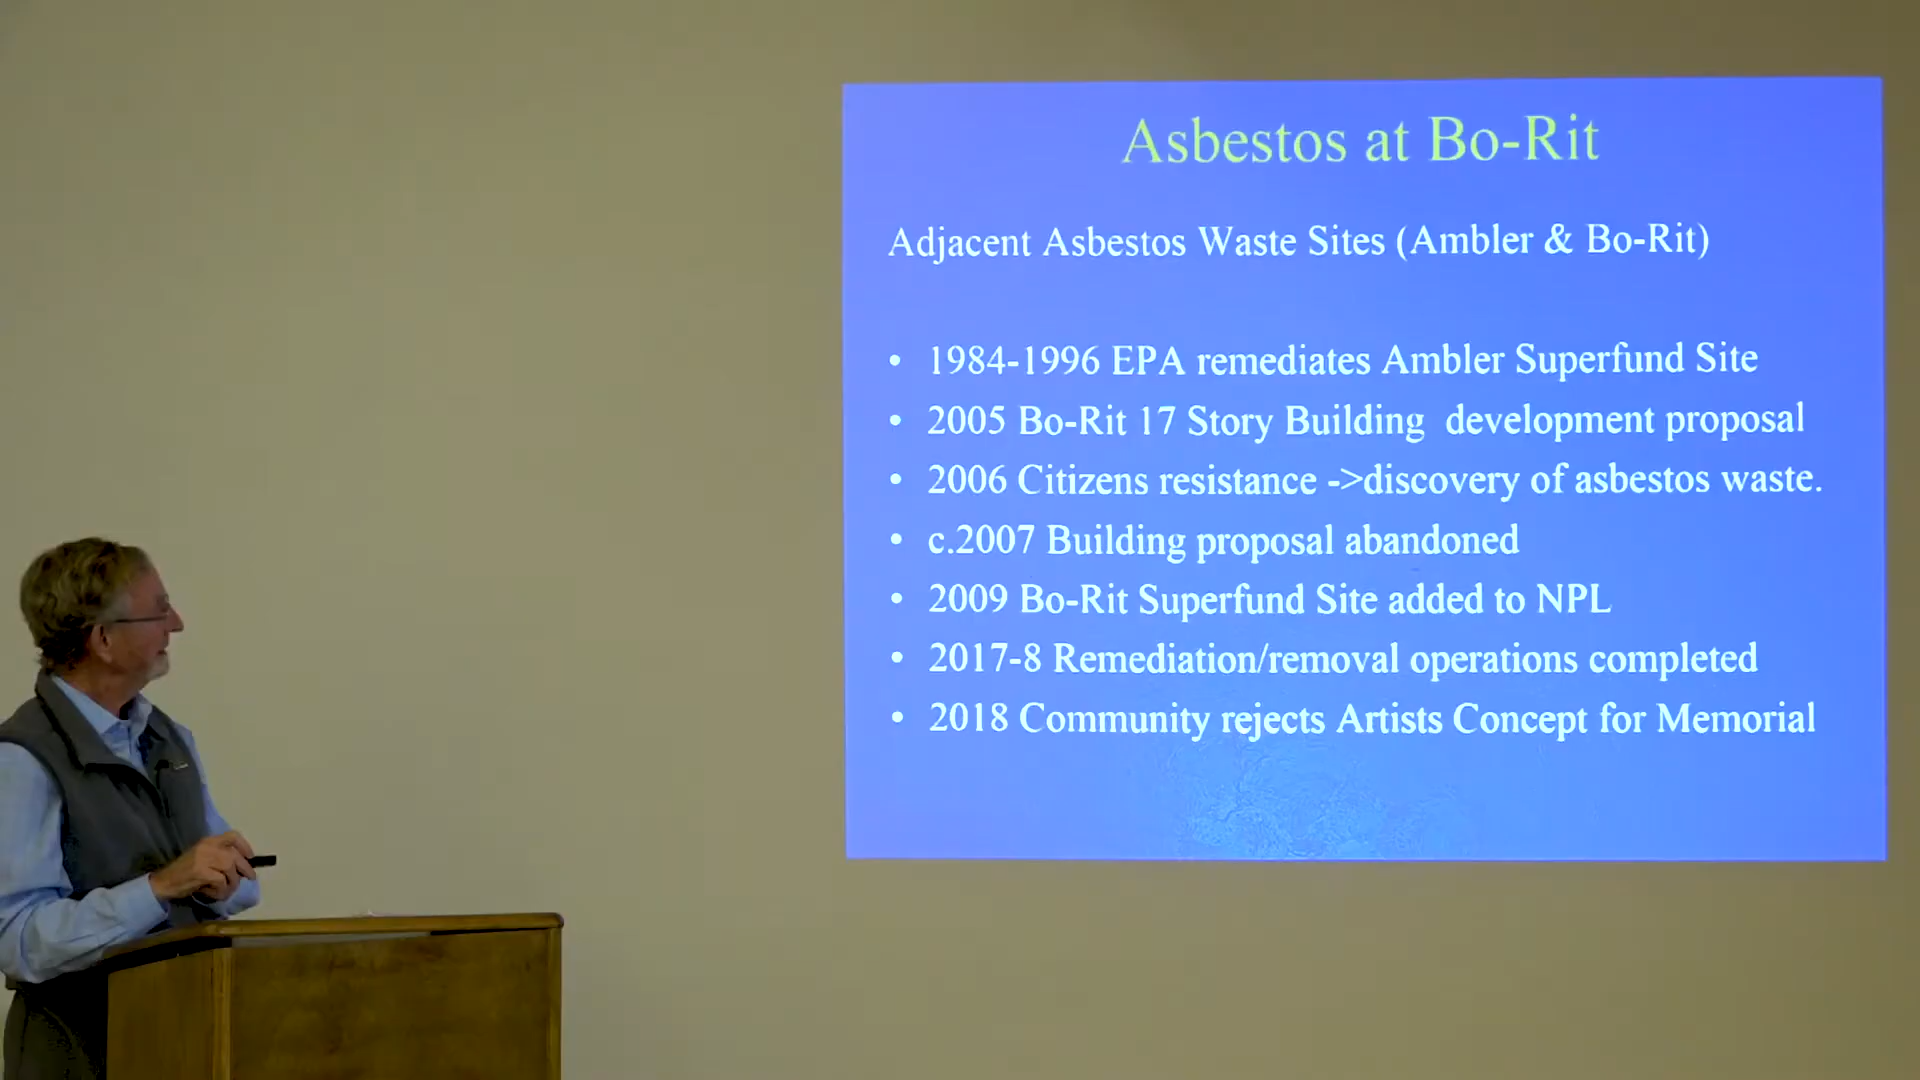 Asbestos at Bo-Rit
Adjacent Asbestos Waste Sites (Ambler & Bo-Rit)
• 1984-1996 EPA remediates Ambler Superfund Site
• 2005 Bo-Rit 17 Story Building development proposal
• 2006 Citizens resistance ->discovery of asbestos waste.
• c.2007 Building proposal abandoned
• 2009 Bo-Rit Superfund Site added to NPL
• 2017-8 Remediation/removal operations completed
• 2018 Community rejects Artists Concept for Memorial